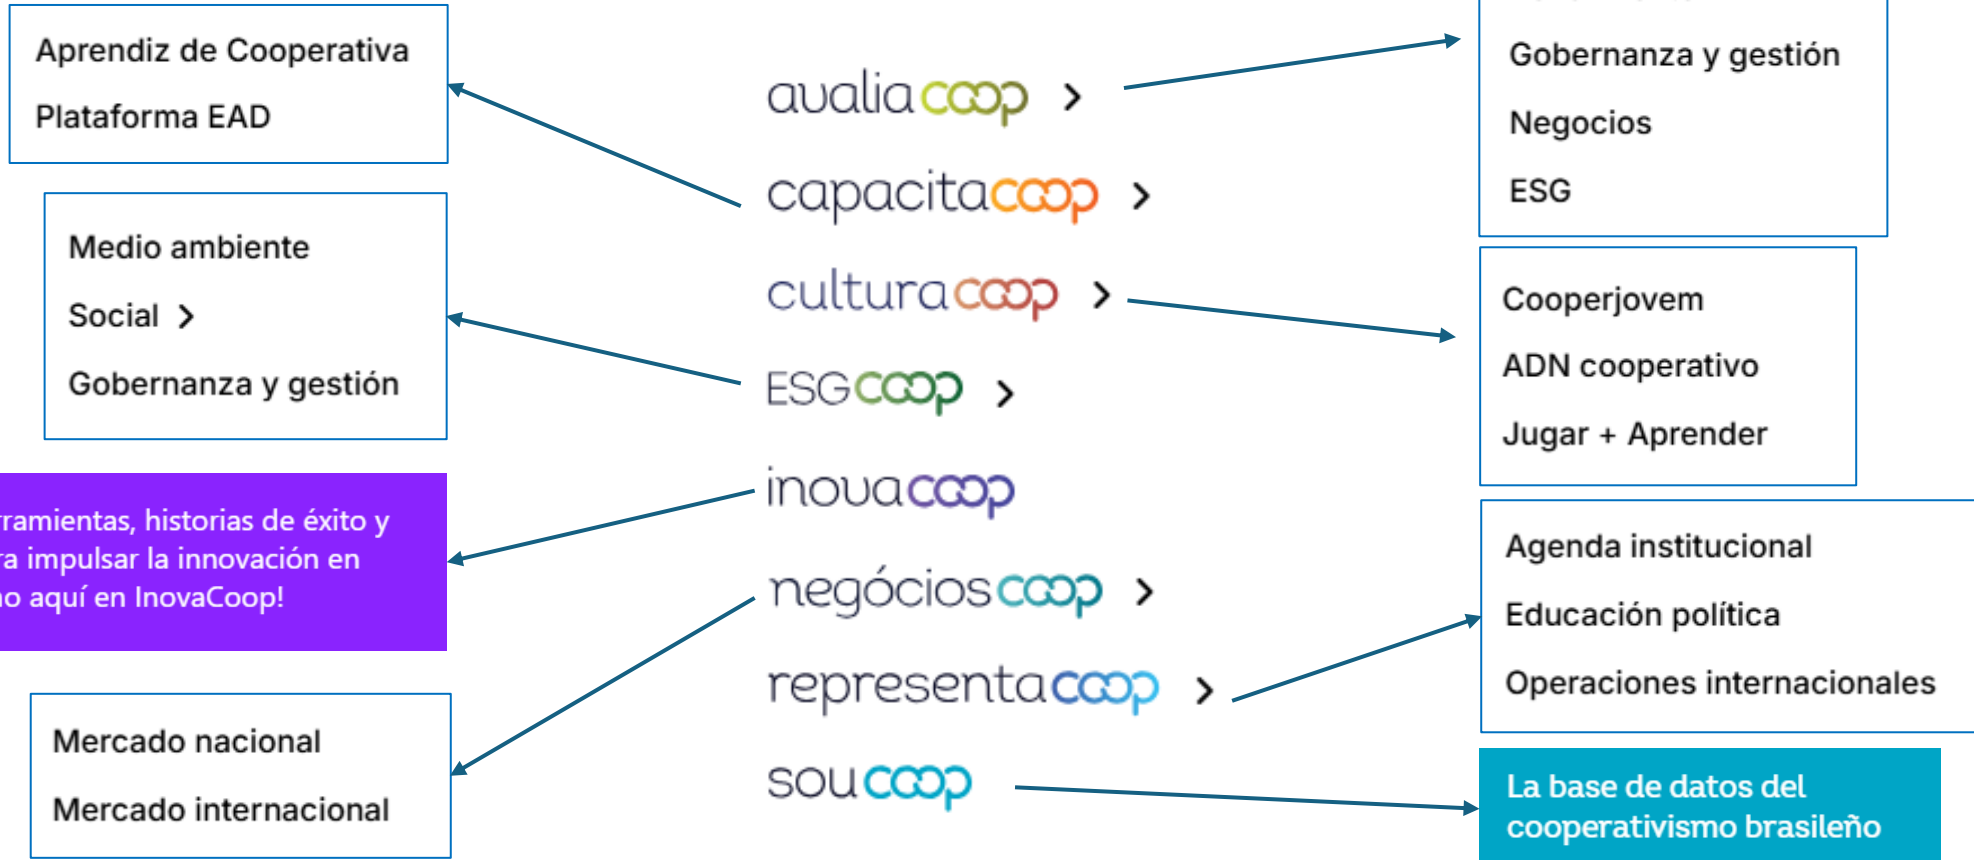 Aprendiz de Cooperativa
Plataforma EAD
Medio ambiente
Social >
Gobernanza y gestión
historias de éxito y
impulsar la innovación en
aquí en InovaCoop!
Mercado nacional
Mercado internacional
avaliacoop >
capacitacoop >
culturacoop >
ESGCOOP >
inovacoop
negócioscoop >
representacoop >
soucoop
Gobernanza y gestión
Negocios
ESG
Cooperjovem
ADN cooperativo
Jugar + Aprender
Agenda institucional
Educación política
Operaciones internacionales
La base de datos del
cooperativismo brasileño